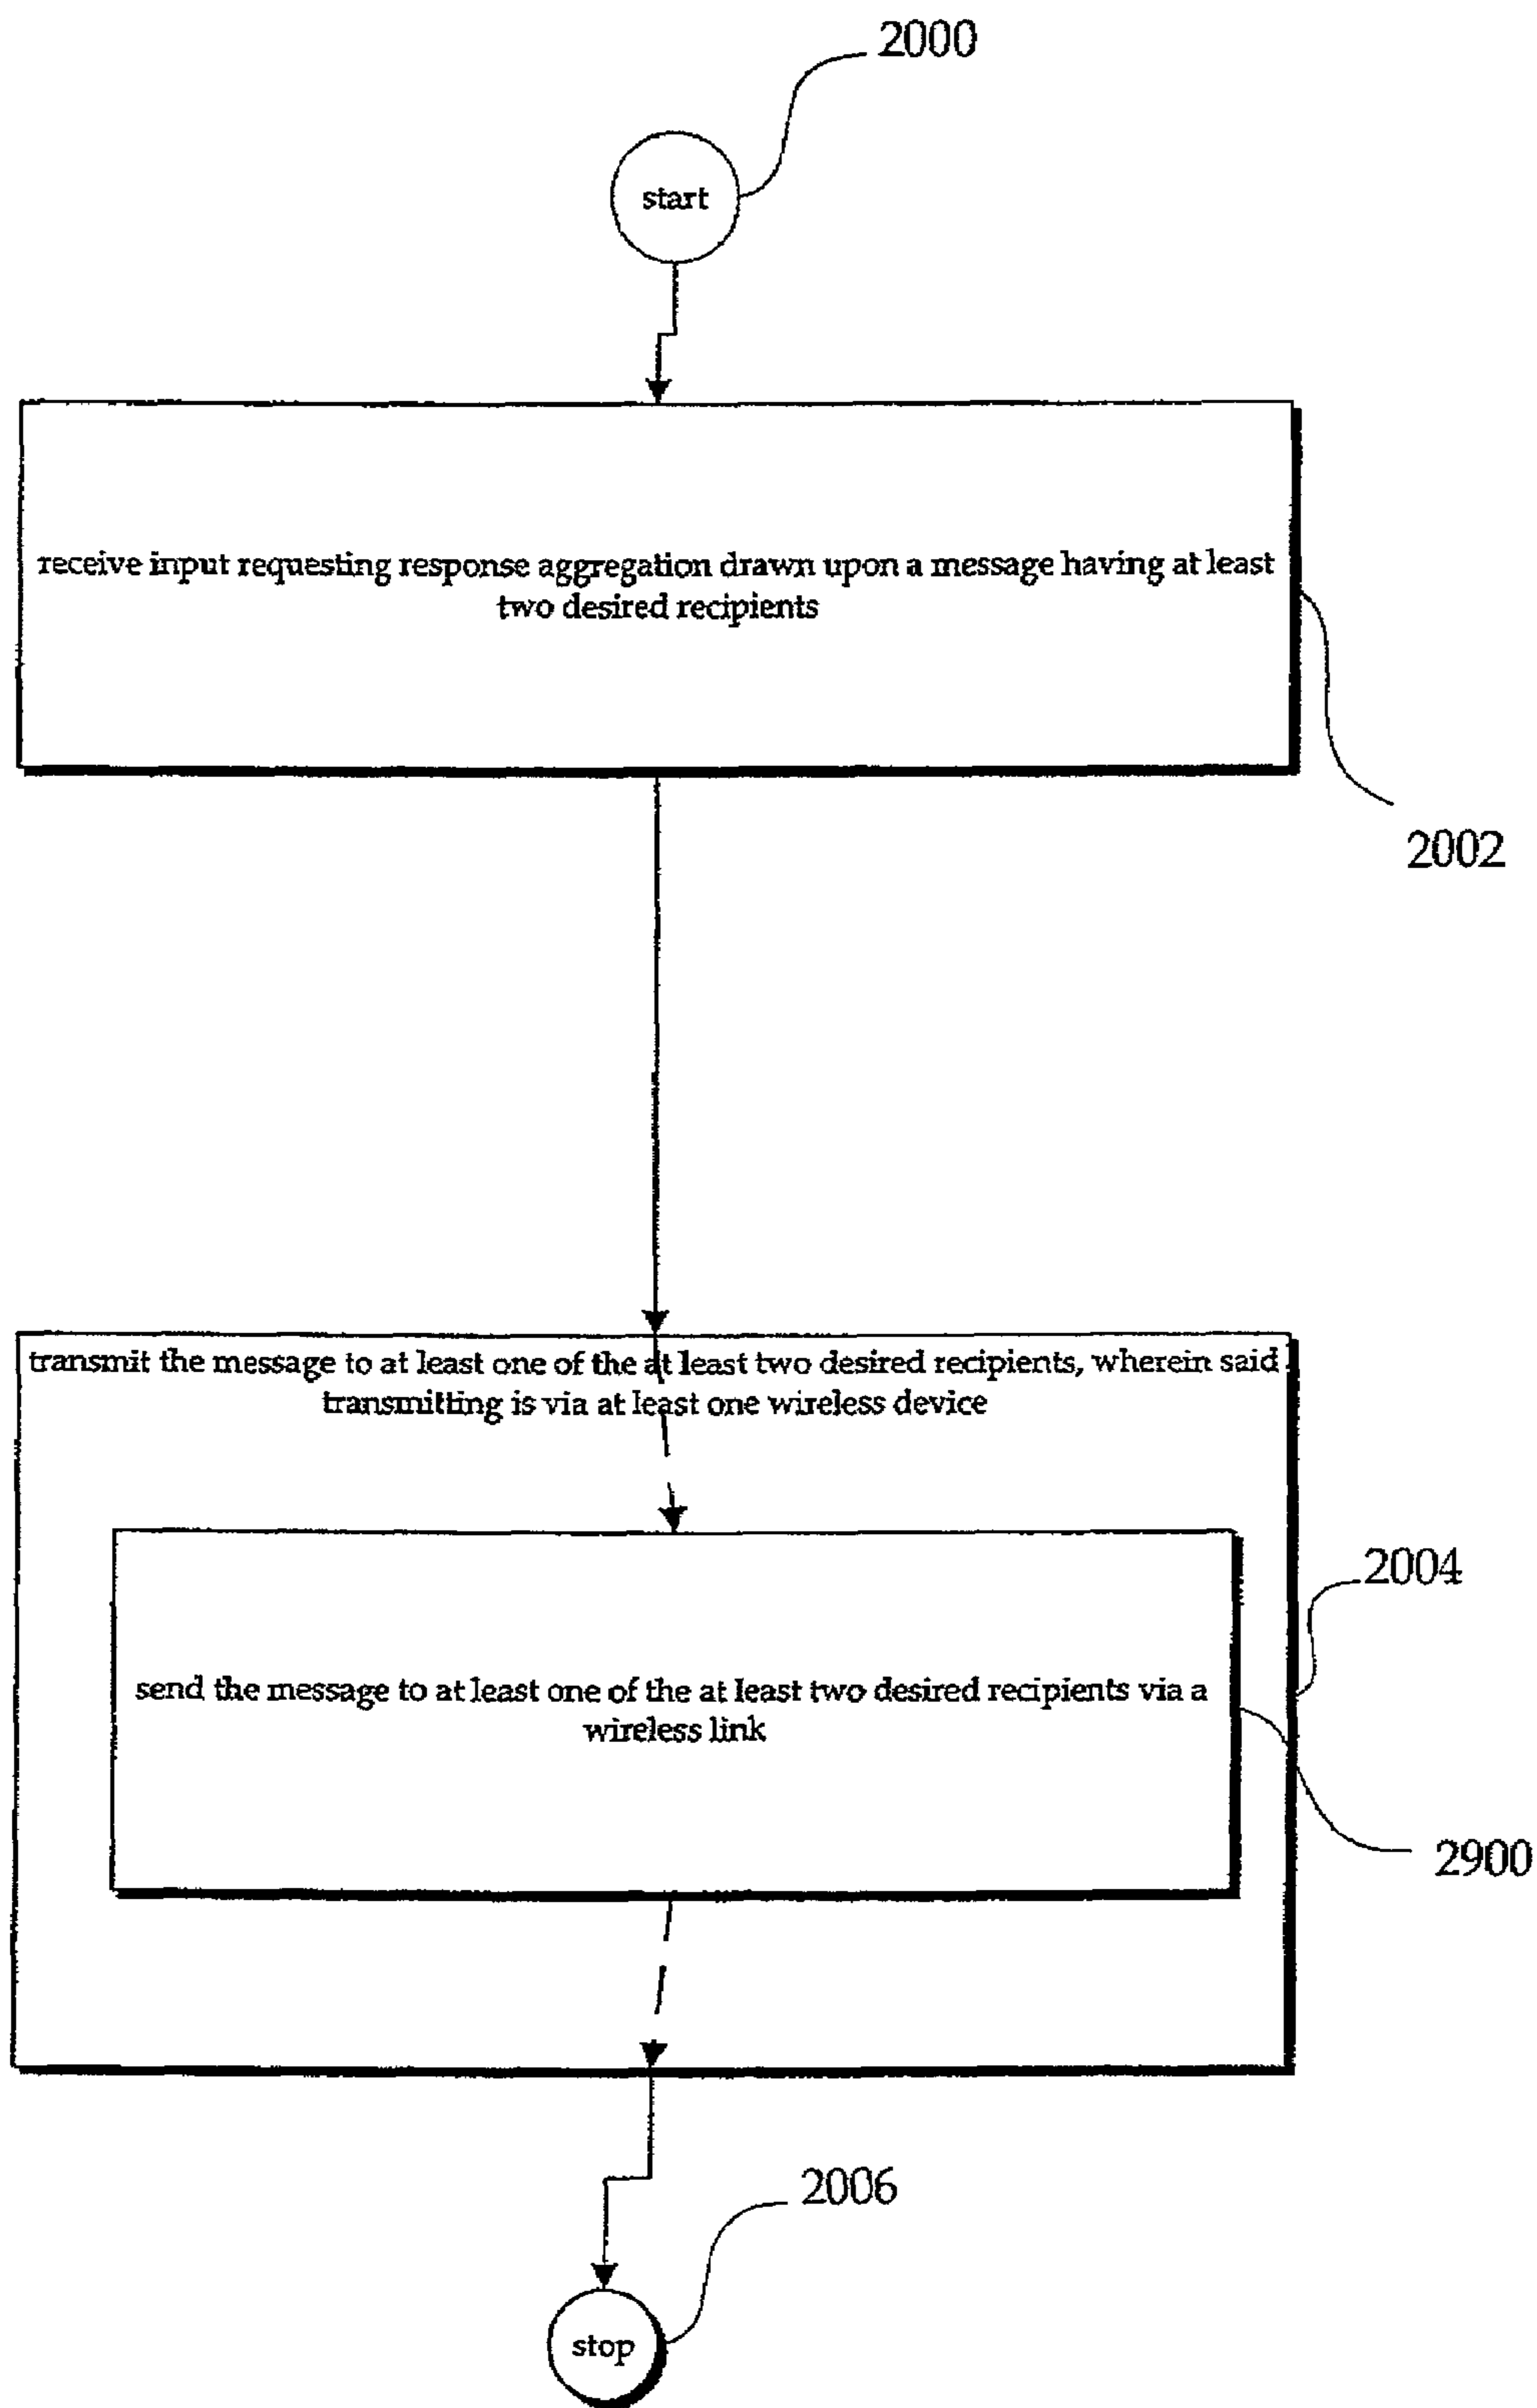 2000
start
receive input requesting response aggregation drawn upon a message having at least
two desired recipients
2002
transmit the message to at least one of the at least two desired recipients, wherein said
transmitting is via at least one wireless device
2004
send the message to at least one of the at least two desired recipients via a
wireless link
2900
2006
stop